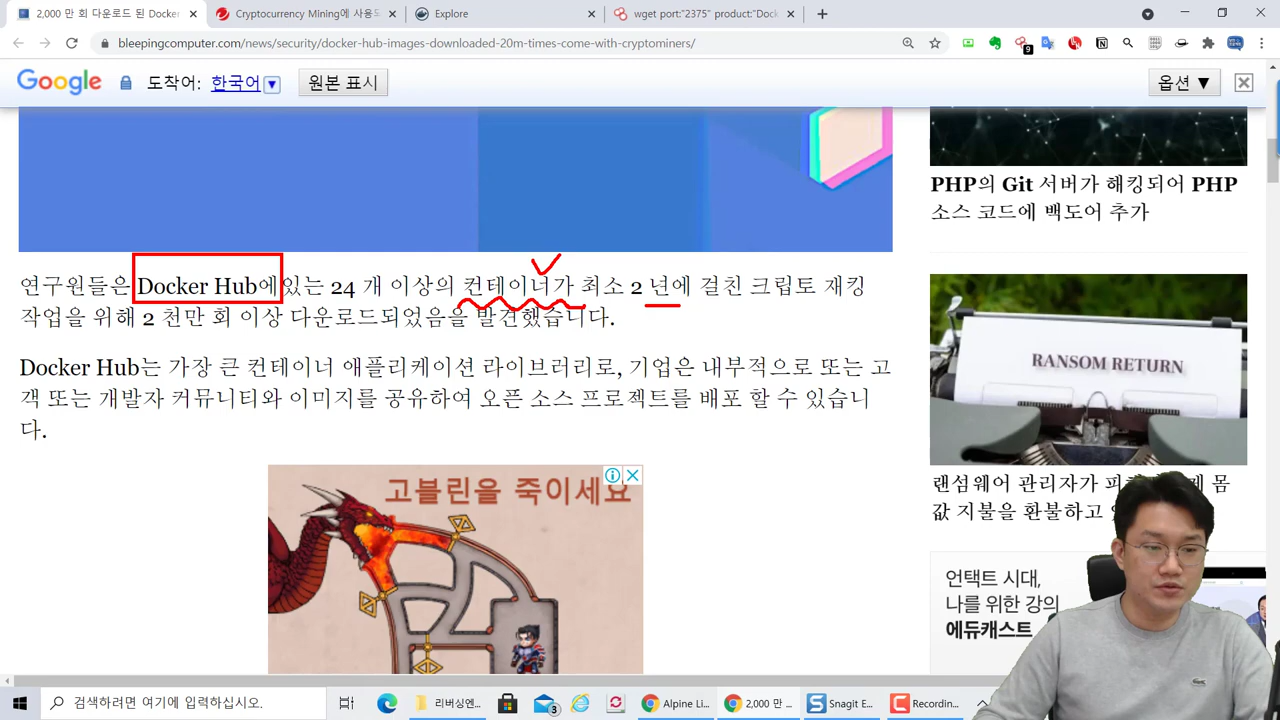 2,000 만 회 다운로드 된 Docker
Cryptocurrency Mining에 사용되
Explore
wget port:"2375" product:"Dock
bleepingcomputer.com/news/security/docker-hub-images-downloaded-20m-times-come-with-cryptominers/
9
Google 도착어: 한국어 ▼ 원본 표시 옵션 ▼
연구원들은 Docker Hub에있는 24 개 이상의 컨테이너가 최소 2 년에 걸친 크립토 재킹
작업을 위해 2 천만 회 이상 다운로드되었음을 발견했습니다.
Docker Hub는 가장 큰 컨테이너 애플리케이션 라이브러리로, 기업은 내부적으로 또는 고
객 또는 개발자 커뮤니티와 이미지를 공유하여 오픈 소스 프로젝트를 배포 할 수 있습니
다.
고블린을 죽이세요
PHP의 Git 서버가 해킹되어 PHP
소스 코드에 백도어 추가
RANSOM RETURN
랜섬웨어 관리자가 몸
값 지불을 환불하고
언택트 시대,
나를 위한 강의
에듀캐스트
검색하려면 여기에 입력하십시오.
리버싱엔...
3
Alpine Li...
2,000 만 ...
Snagit E...
Recordin...